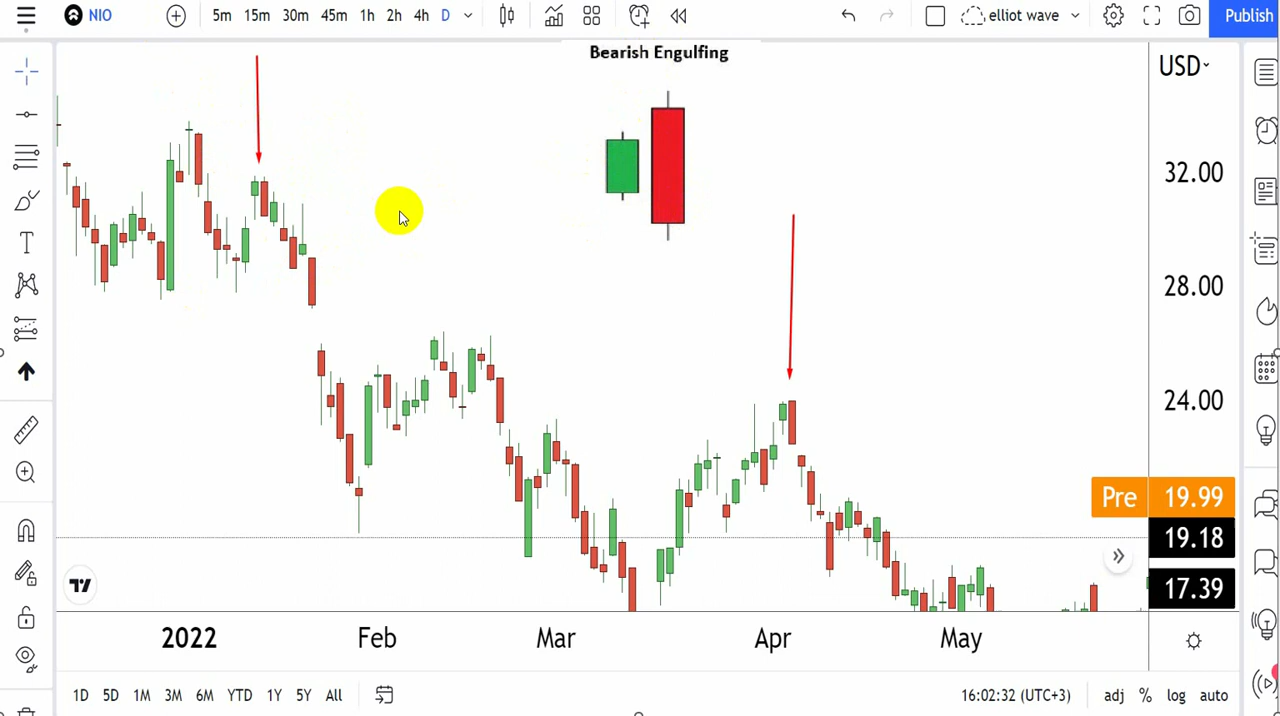 NIO 5m 15m 30m 45m 1h 2h 4h D elliot wave Publish
Bearish Engulfing
USD
32.00
28.00
24.00
Pre 19.99
19.18
17.39
T
2022 Feb Mar Apr May
1D 5D 1M 3M 6M YTD 1Y 5Y All 16:02:32 (UTC+3) adj % log auto